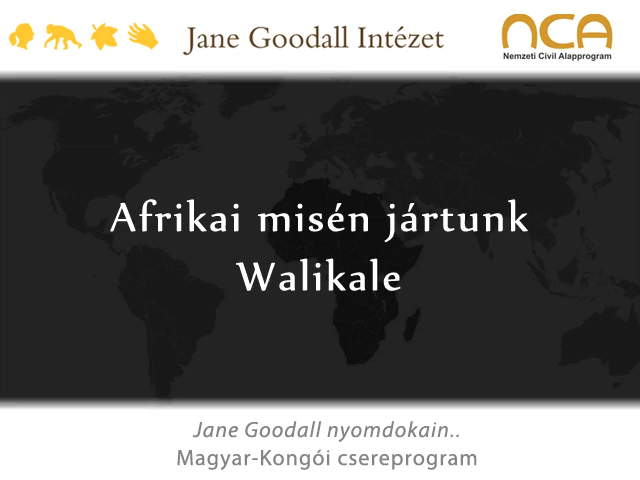 Jane Goodall Intézet
nca
Nemzeti Civil Alapprogram
Afrikai misén jártunk
Walikale
Jane Goodall nyomdokain..
Magyar-Kongói csereprogram